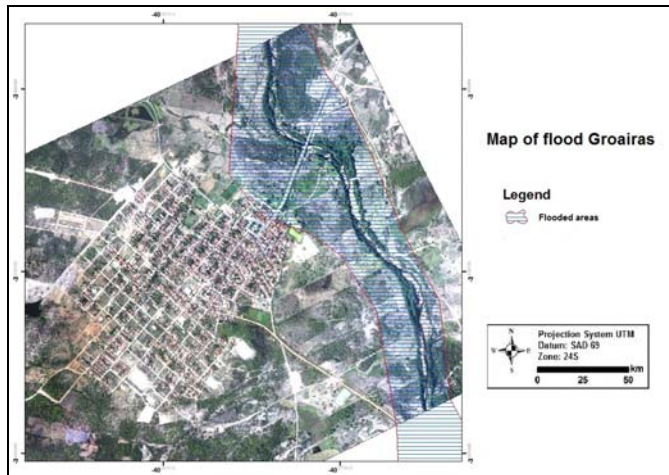 Map of flood Groairas
Legend
Flooded areas
N
W E
S
Projection System UTM
Datum: SAD 69
Zone: 24S
km
0 25 50